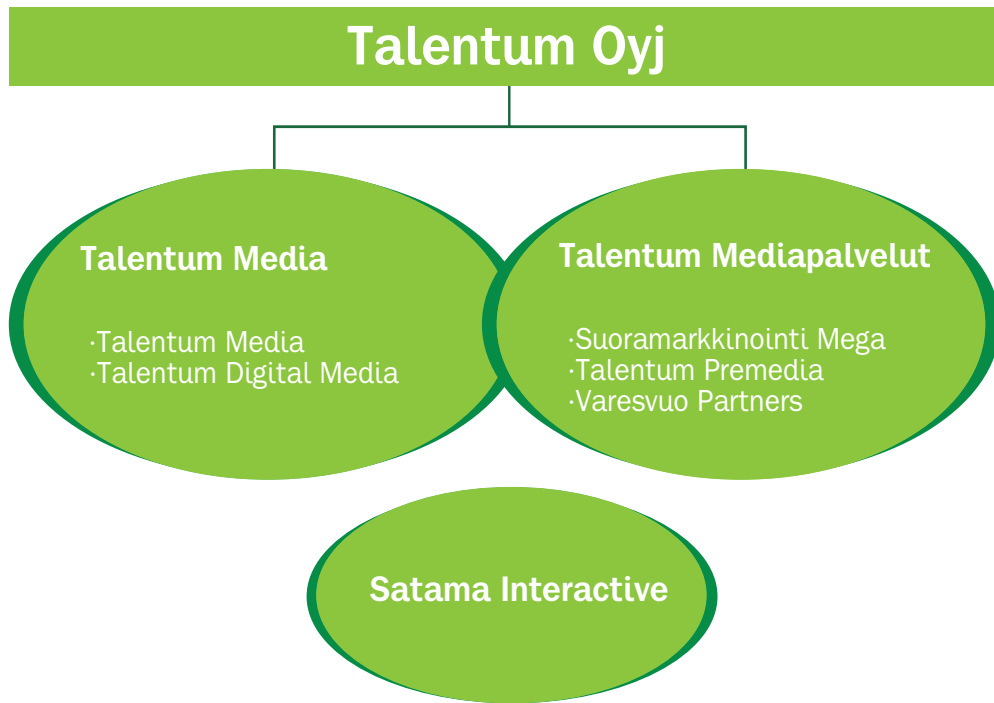 Talentum Oyj
Talentum Media
·Talentum Media
·Talentum Digital Media
Talentum Mediapalvelut
·Suoramarkkinointi Mega
·Talentum Premedia
·Varesvuo Partners
Satama Interactive